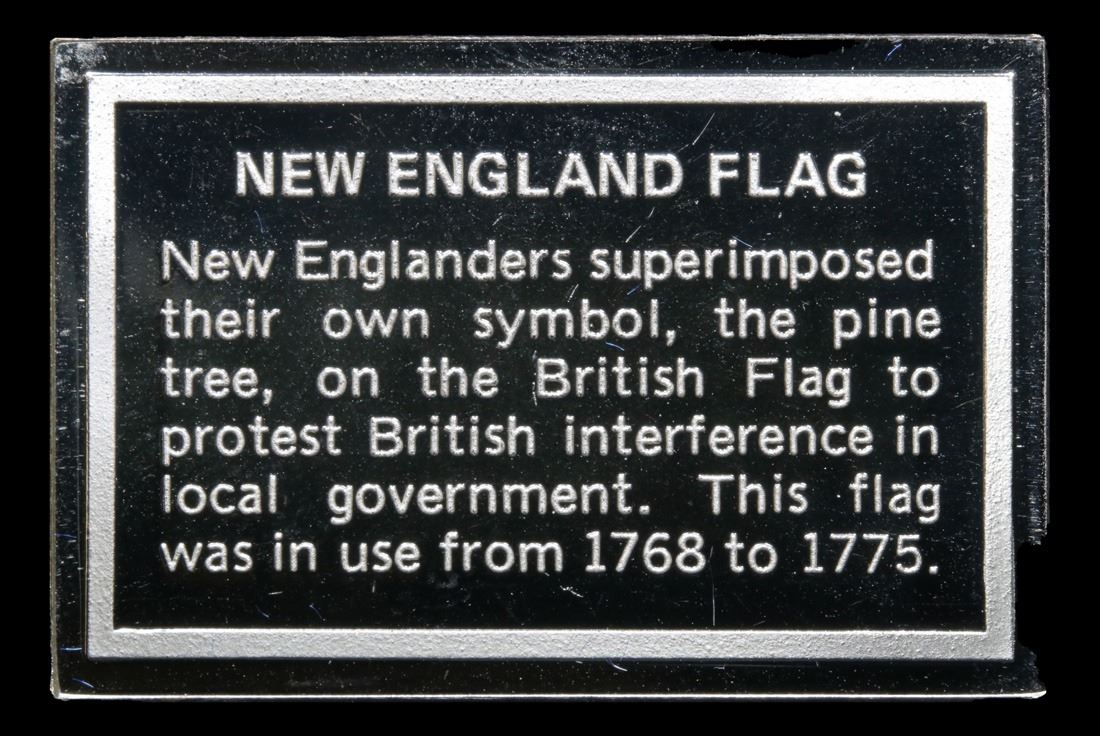 NEW ENGLAND FLAG
New Englanders superimposed
their own symbol, the pine
tree, on the British Flag to
protest British interference in
local government. This flag
was in use from 1768 to 1775.